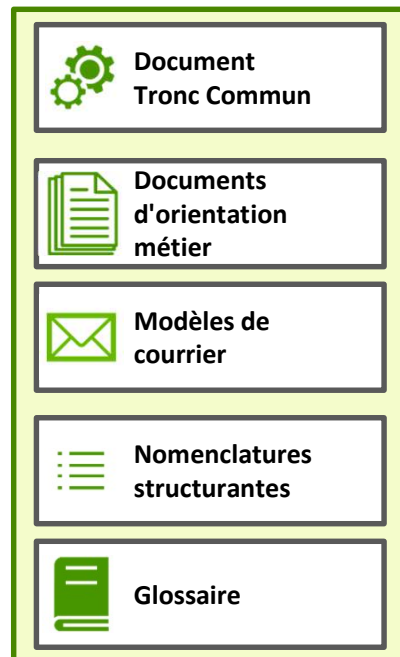 Document
Tronc Commun
Documents
d'orientation
métier
Modèles de
courrier
Nomenclatures
structurantes
Glossaire